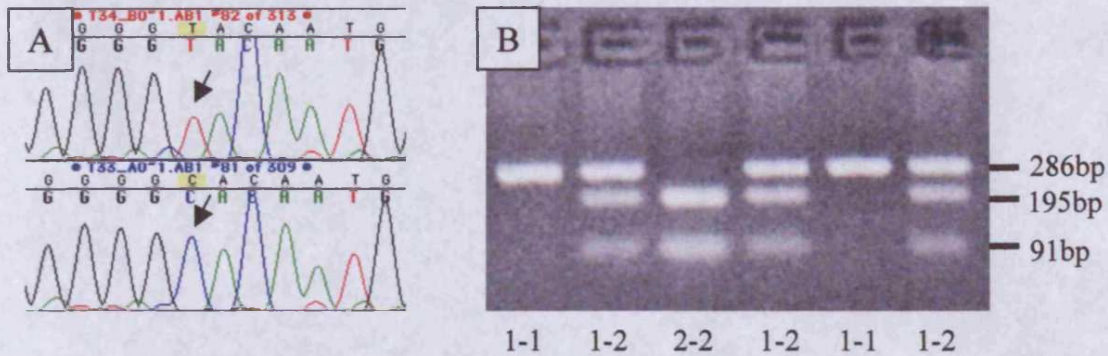 A
T34_B0~1.AB1 #82 of 313
G G G T A C A A T G
G G G T A C A A T G
T33_A0~1.AB1 #81 of 309
G G G G C A C A A T G
G G G G C A C A A T G
B
286bp
195bp
91bp
1-1 1-2 2-2 1-2 1-1 1-2